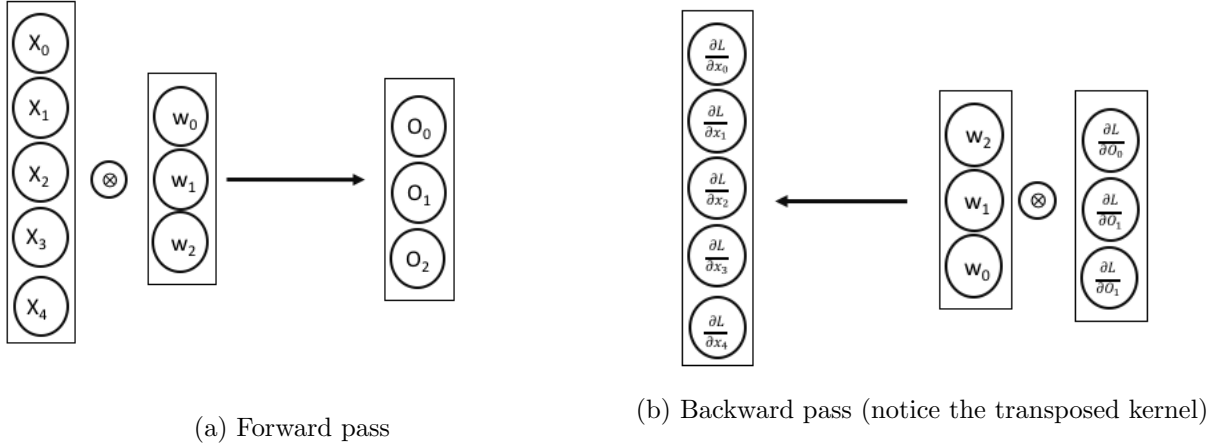 X₀
X₁
X₂
X₃
X₄
⊗
w₀
w₁
w₂
O₀
O₁
O₂
(a) Forward pass
∂L/∂x₀
∂L/∂x₁
∂L/∂x₂
∂L/∂x₃
∂L/∂x₄
w₂
w₁
w₀
⊗
∂L/∂O₀
∂L/∂O₁
∂L/∂O₁
(b) Backward pass (notice the transposed kernel)